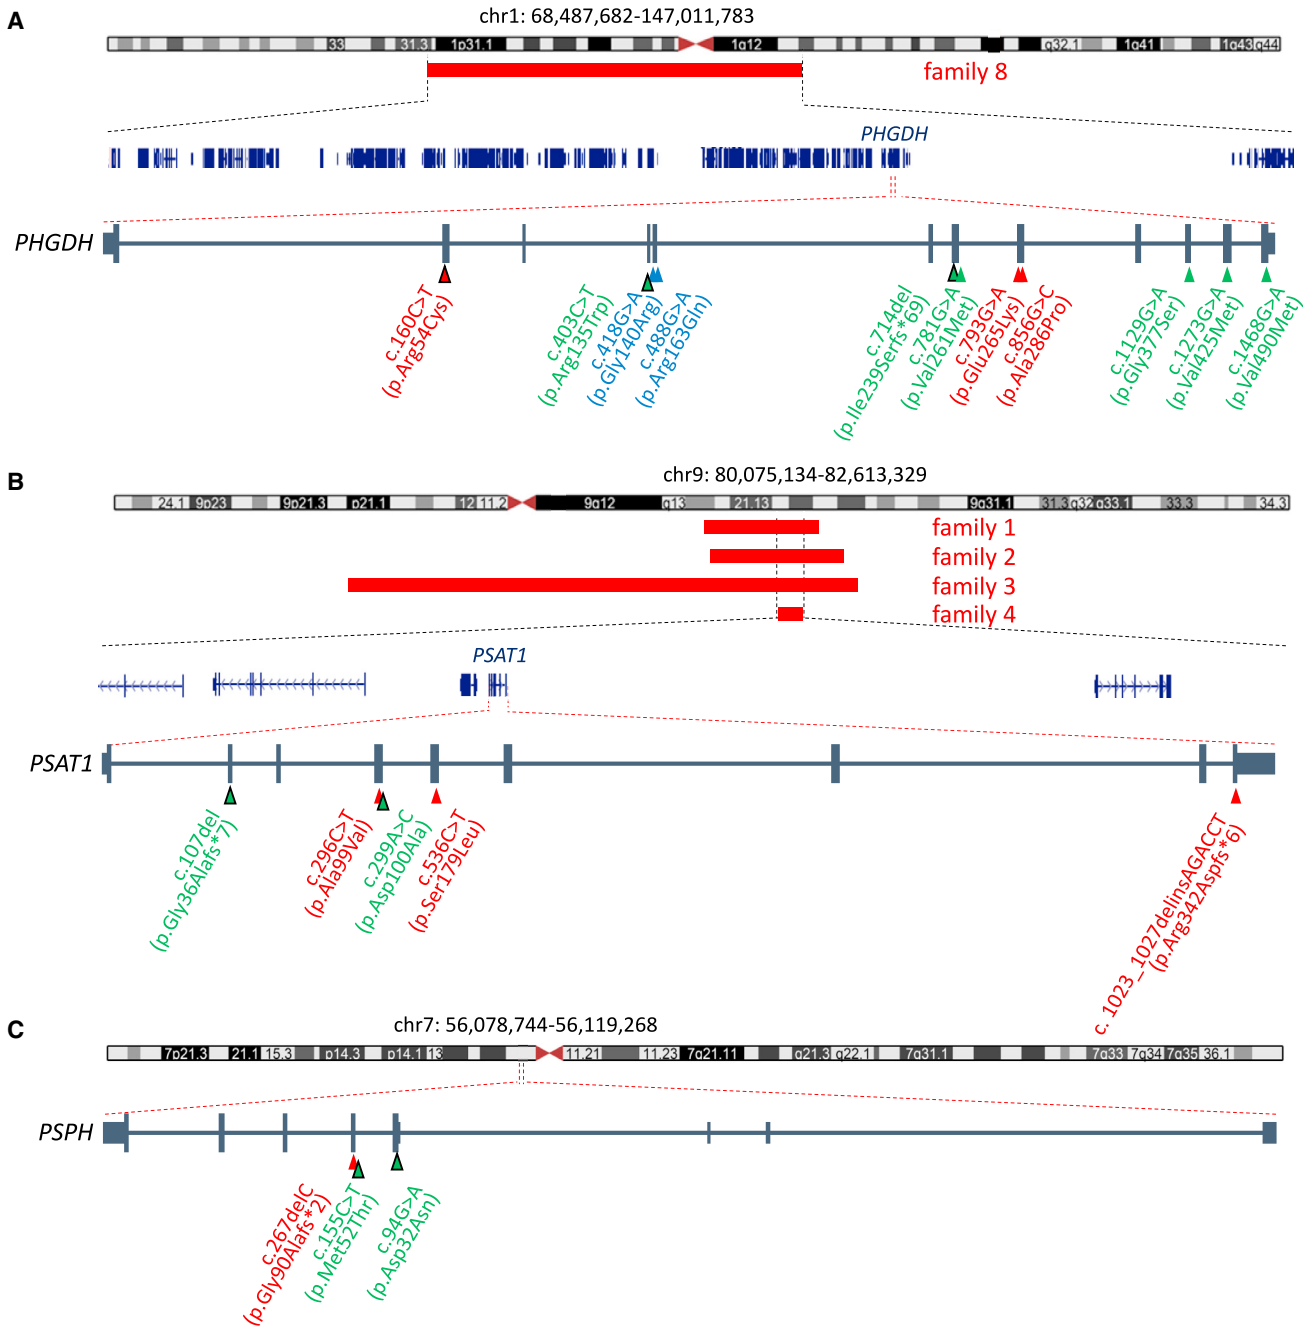 A
chr1: 68,487,682-147,011,783
33
31.3
1p31.1
1q12
q32.1
1q41
1q43
q44
family 8
PHGDH
PHGDH
c.160C>T
(p.Arg54Cys)
c.403C>T
(p.Arg135Trp)
c.418G>A
(p.Gly140Arg)
c.488G>A
(p.Arg163Gln)
c.714del
(p.Ile239Serfs*69)
c.781G>A
(p.Val261Met)
c.793G>A
(p.Glu265Lys)
c.856G>C
(p.Ala286Pro)
c.1129G>A
(p.Gly377Ser)
c.1273G>A
(p.Val425Met)
c.1468G>A
(p.Val490Met)
B
chr9: 80,075,134-82,613,329
24.1
9p23
9p21.3
p21.1
12
11.2
9q12
q13
21.13
9q31.1
31.3
q32
q33.1
33.3
34.3
family 1
family 2
family 3
family 4
PSAT1
PSAT1
c.107del
(p.Gly36Alafs*7)
c.296C>T
(p.Ala99Val)
c.299A>C
(p.Asp100Ala)
c.536C>T
(p.Ser179Leu)
c. 1023_1027delinsAGACCT
(p.Arg342Aspfs*6)
C
chr7: 56,078,744-56,119,268
7p21.3
21.1
15.3
p14.3
p14.1
13
11.21
11.23
7q21.11
q21.3
q22.1
7q31.1
7q33
7q34
7q35
36.1
PSPH
c.267delC
(p.Gly90Alafs*2)
c.155C>T
(p.Met52Thr)
c.94G>A
(p.Asp32Asn)